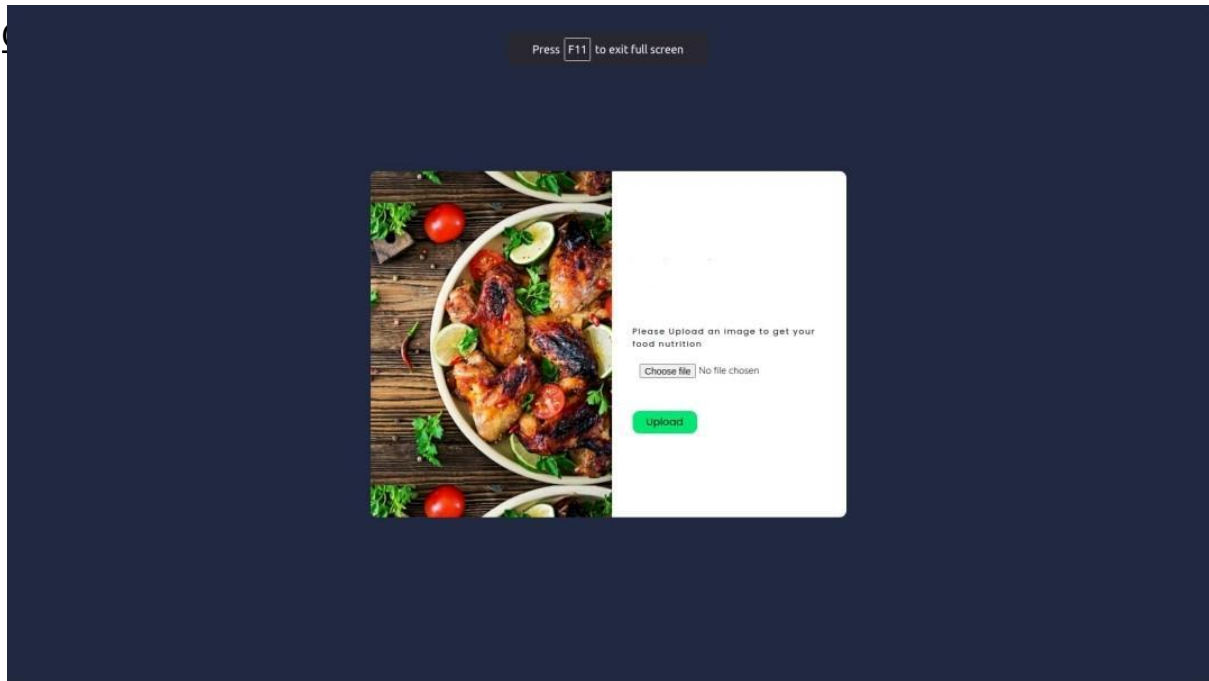 Press F11 to exit full screen
Please Upload an image to get your
food nutrition
Choose file No file chosen
Upload